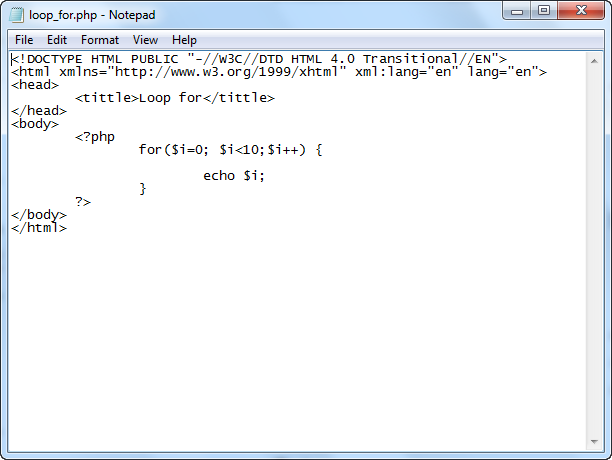 loop_for.php - Notepad
File Edit Format View Help
<!DOCTYPE HTML PUBLIC "-//W3C//DTD HTML 4.0 Transitional//EN">
<html xmlns="http://www.w3.org/1999/xhtml" xml:lang="en" lang="en">
<head>
        <tittle>Loop for</tittle>
</head>
<body>
        <?php
                for($i=0; $i<10;$i++) {

                        echo $i;
                }
        ?>
</body>
</html>